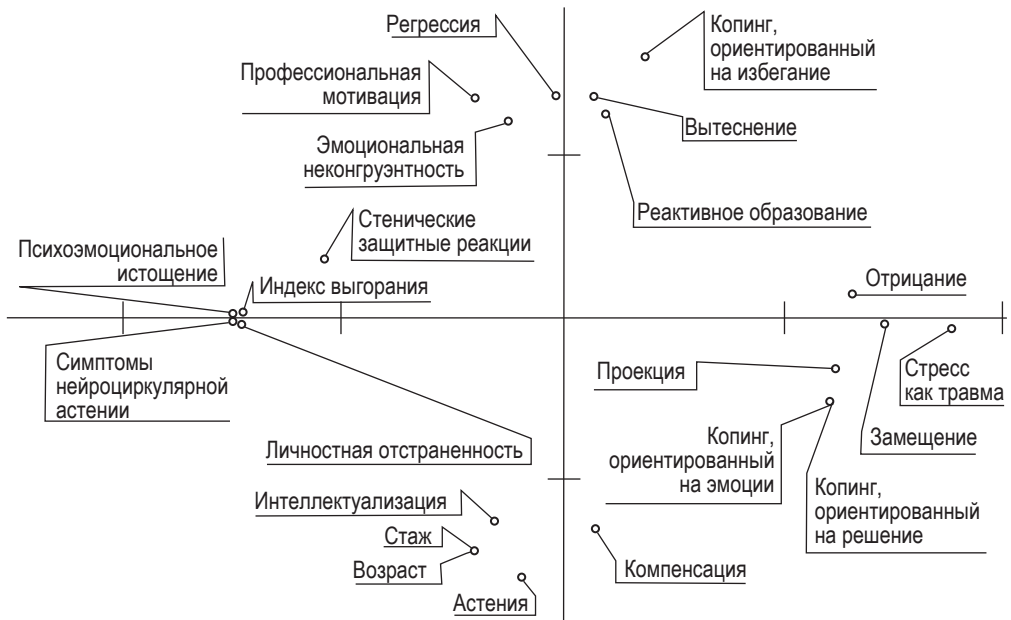 Регрессия
Копинг,
ориентированный
на избегание
Профессиональная
мотивация
Вытеснение
Эмоциональная
неконгруэнтность
Реактивное образование
Стенические
защитные реакции
Психоэмоциональное
истощение
Индекс выгорания
Отрицание
Симптомы
нейроциркулярной
астении
Проекция
Стресс
как травма
Личностная отстраненность
Копинг,
ориентированный
на эмоции
Замещение
Копинг,
ориентированный
на решение
Интеллектуализация
Стаж
Возраст
Компенсация
Астения